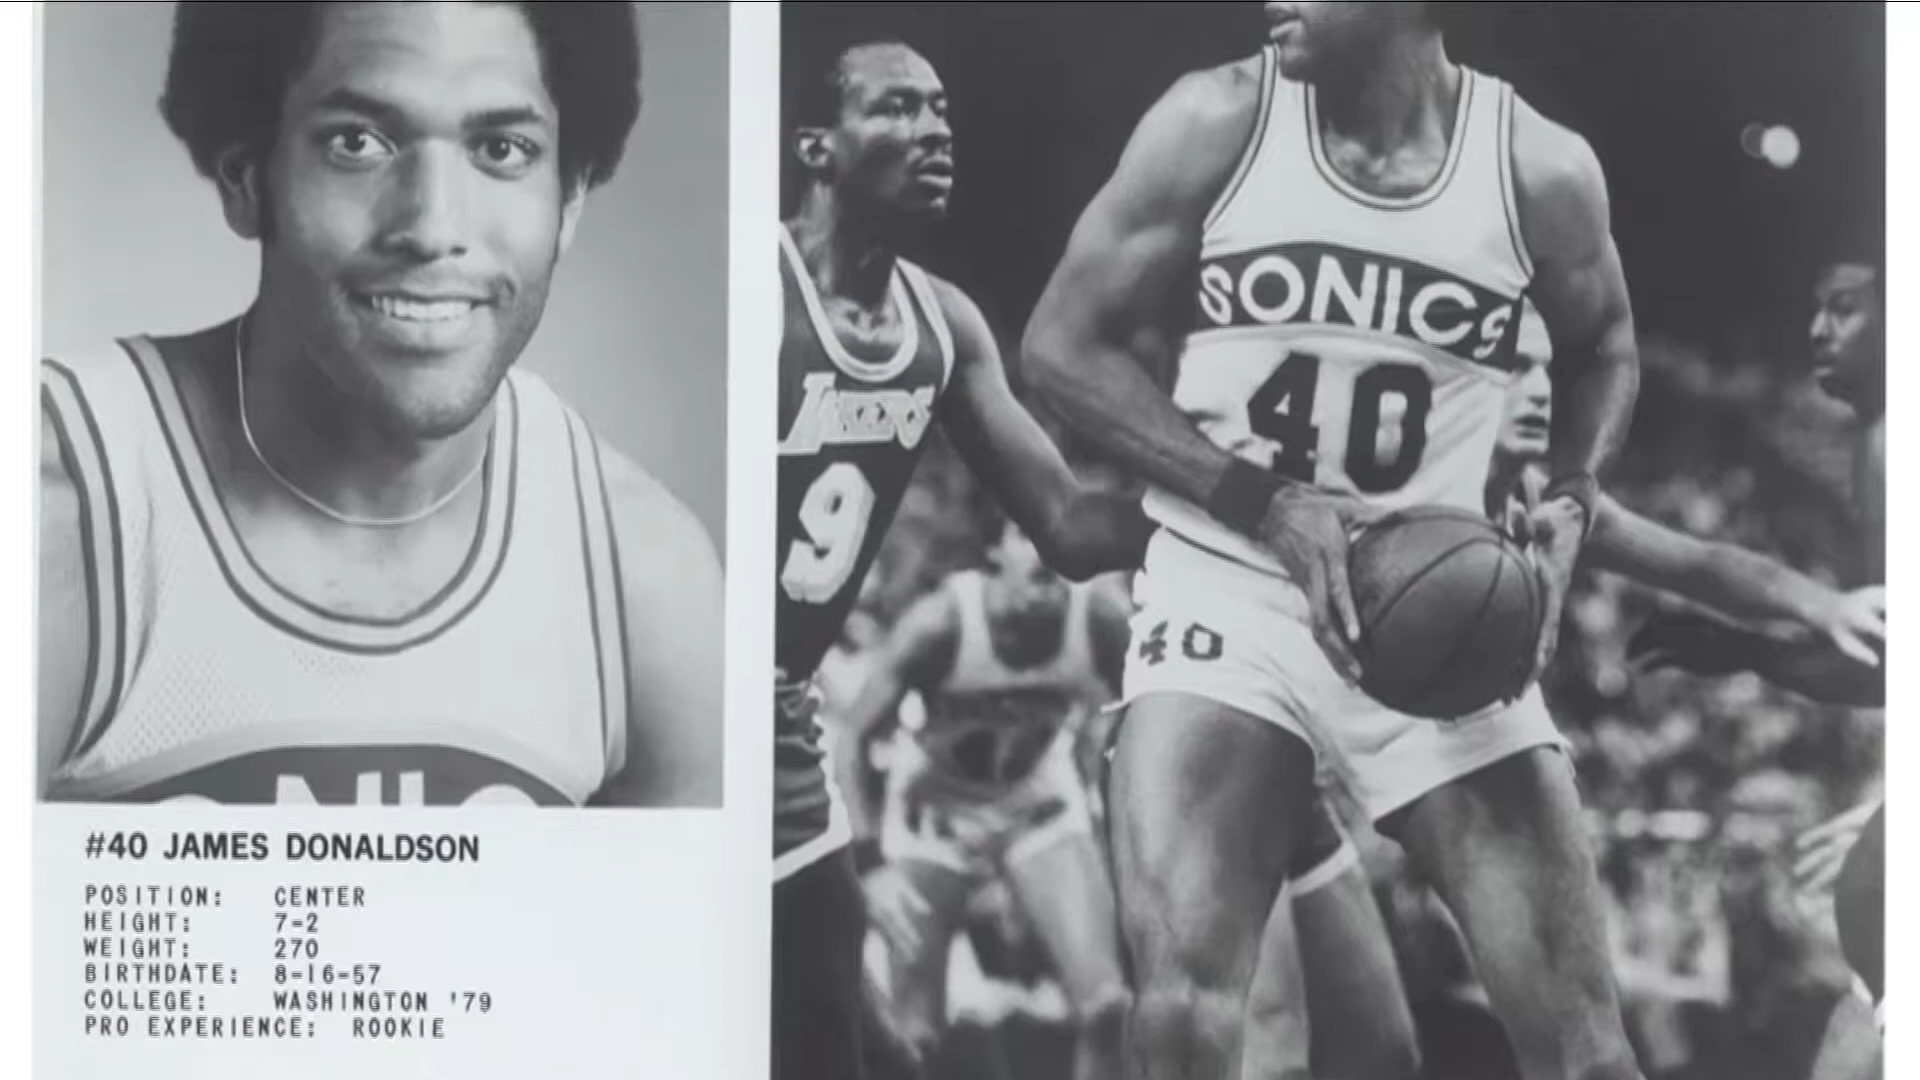 #40 JAMES DONALDSON
POSITION: CENTER
HEIGHT: 7-2
WEIGHT: 270
BIRTHDATE: 8-16-57
COLLEGE: WASHINGTON '79
PRO EXPERIENCE: ROOKIE
SONICS
40
40
LAKERS
9
ONIC